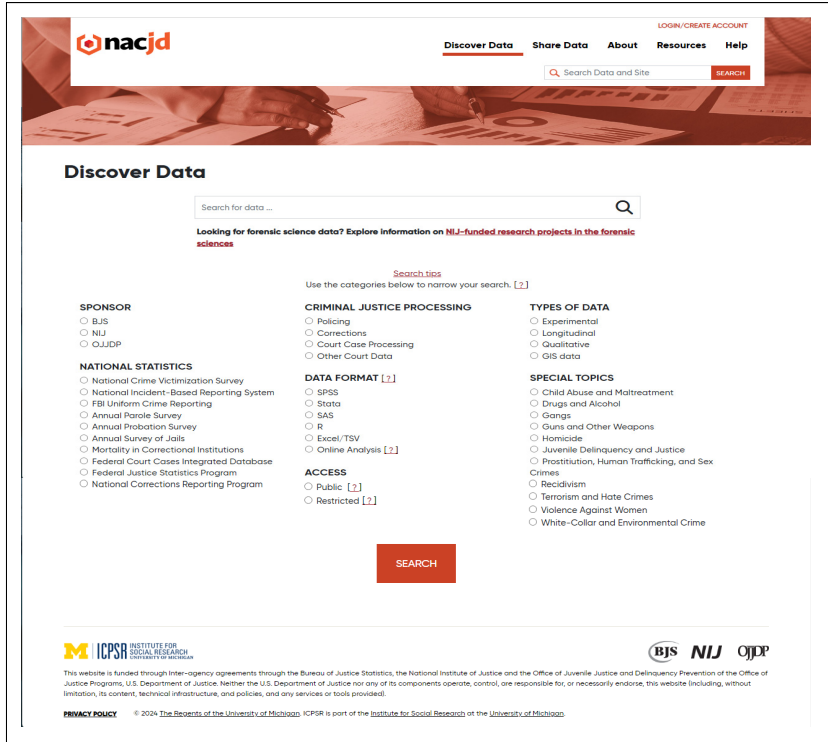 LOGIN/CREATE ACCOUNT
nacjd
Discover Data Share Data About Resources Help
Search Data and Site SEARCH
Discover Data
Search for data ...
Looking for forensic science data? Explore information on NIJ-funded research projects in the forensic
sciences
Search tips
Use the categories below to narrow your search. [?]
SPONSOR
BJS
NIJ
OJJDP
NATIONAL STATISTICS
National Crime Victimization Survey
National Incident-Based Reporting System
FBI Uniform Crime Reporting
Annual Parole Survey
Annual Probation Survey
Annual Survey of Jails
Mortality in Correctional Institutions
Federal Court Cases Integrated Database
Federal Justice Statistics Program
National Corrections Reporting Program
CRIMINAL JUSTICE PROCESSING
Policing
Corrections
Court Case Processing
Other Court Data
DATA FORMAT [?]
SPSS
Stata
SAS
R
Excel/TSV
Online Analysis [?]
ACCESS
Public [?]
Restricted [?]
TYPES OF DATA
Experimental
Longitudinal
Qualitative
GIS data
SPECIAL TOPICS
Child Abuse and Maltreatment
Drugs and Alcohol
Gangs
Guns and Other Weapons
Homicide
Juvenile Delinquency and Justice
Prostitiution, Human Trafficking, and Sex
Crimes
Recidivism
Terrorism and Hate Crimes
Violence Against Women
White-Collar and Environmental Crime
SEARCH
M ICPSR INSTITUTE FOR
SOCIAL RESEARCH
UNIVERSITY OF MICHIGAN
BJS NIJ OJJDP
This website is funded through Inter-agency agreements through the Bureau of Justice Statistics, the National Institute of Justice and the Office of Juvenile Justice and Delinquency Prevention of the Office of
Justice Programs, U.S. Department of Justice. Neither the U.S. Department of Justice nor any of its components operate, control, are responsible for, or necessarily endorse, this website (including, without
limitation, its content, technical infrastructure, and policies, and any services or tools provided).
PRIVACY POLICY © 2024 The Regents of the University of Michigan. ICPSR is part of the Institute for Social Research at the University of Michigan.